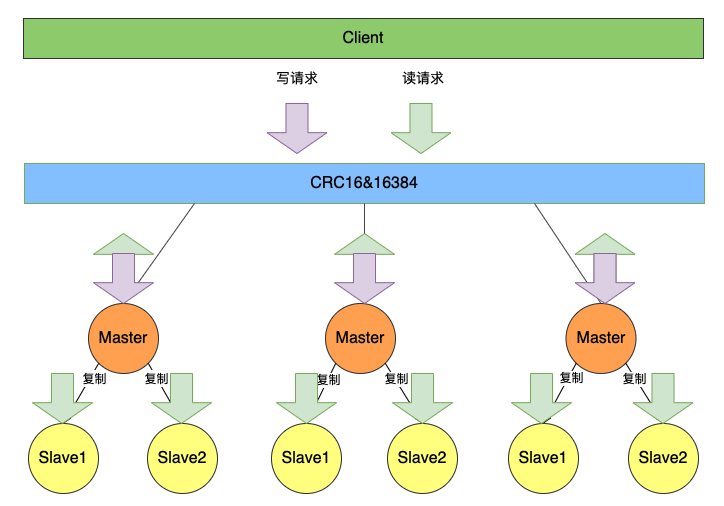 Client
写请求 读请求
CRC16&16384
Master Master Master
复制 复制 复制 复制 复制 复制
Slave1 Slave2 Slave1 Slave2 Slave1 Slave2